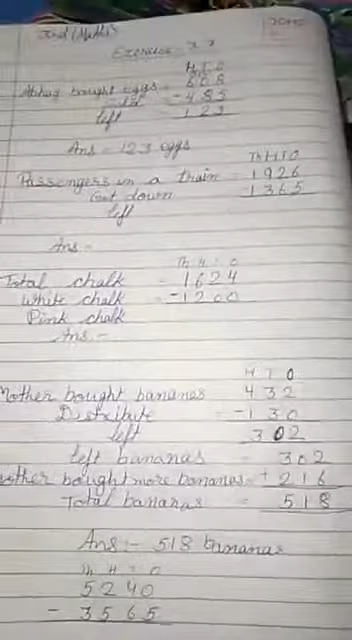 Exercise
H T O
Abhay bought eggs = 608
sold = - 485
left 123
Ans = 123 eggs
Th H T O
Passengers in a train = 1926
Got down - 1365
left
Ans -
Th H T O
Total chalk = 1624
White chalk = - 1200
Pink chalk
Ans -
H T O
Mother bought bananas 432
Distribute = - 130
left 302
left bananas = 302
Mother bought more bananas = + 216
Total bananas = 518
Ans :- 518 bananas
Th H T O
5240
- 3565